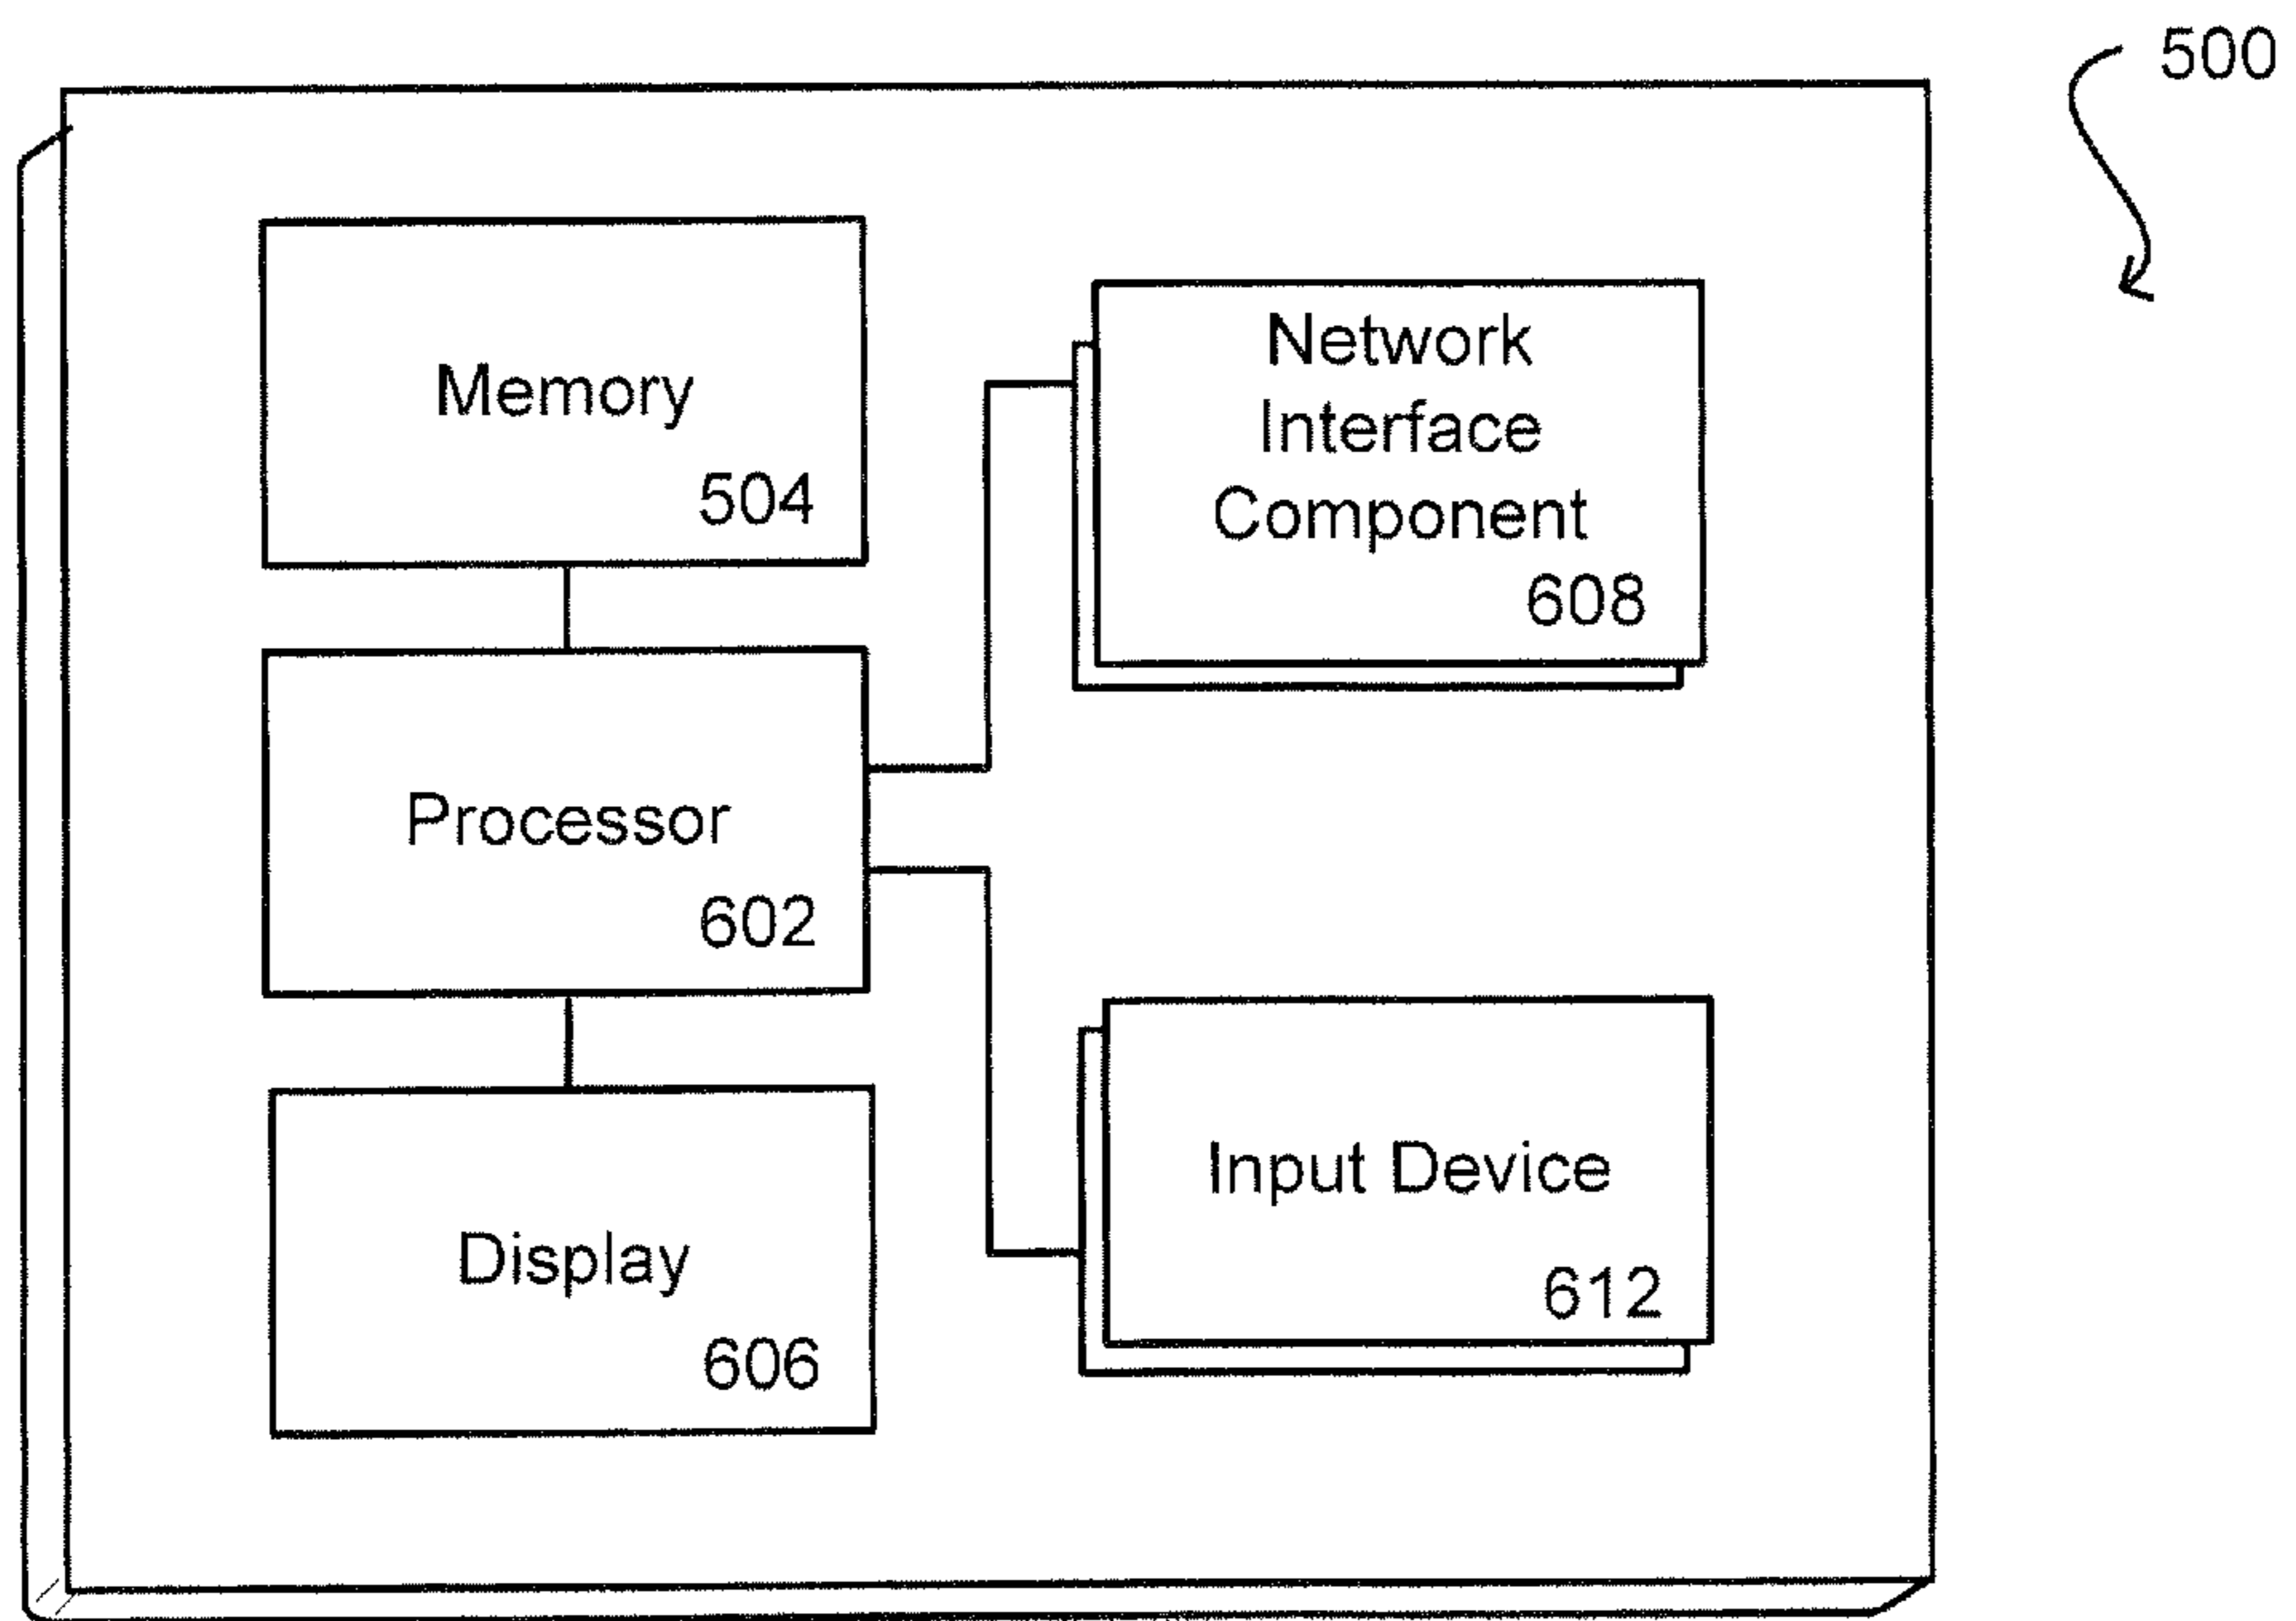 500
Memory
504
Network
Interface
Component
608
Processor
602
Input Device
612
Display
606